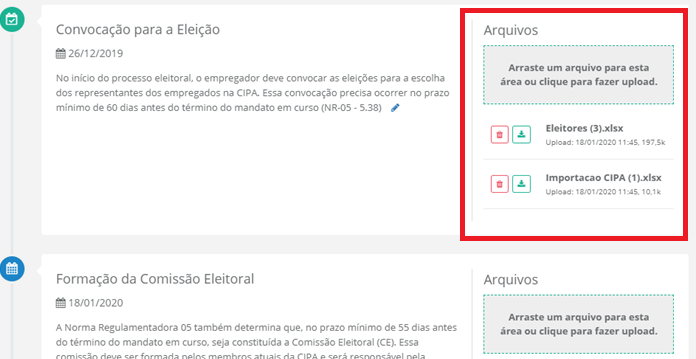 Convocação para a Eleição
26/12/2019
No início do processo eleitoral, o empregador deve convocar as eleições para a escolha
dos representantes dos empregados na CIPA. Essa convocação precisa ocorrer no prazo
mínimo de 60 dias antes do término do mandato em curso (NR-05 - 5.38)
Arquivos
Arraste um arquivo para esta
área ou clique para fazer upload.
Eleitores (3).xlsx
Upload: 18/01/2020 11:45, 197,5k
Importacao CIPA (1).xlsx
Upload: 18/01/2020 11:45, 10,1k
Formação da Comissão Eleitoral
18/01/2020
A Norma Regulamentadora 05 também determina que, no prazo mínimo de 55 dias antes
do término do mandato em curso, seja constituída a Comissão Eleitoral (CE). Essa
comissão deve ser formada pelos membros atuais da CIPA e será responsável pela
Arquivos
Arraste um arquivo para esta
área ou clique para fazer upload.